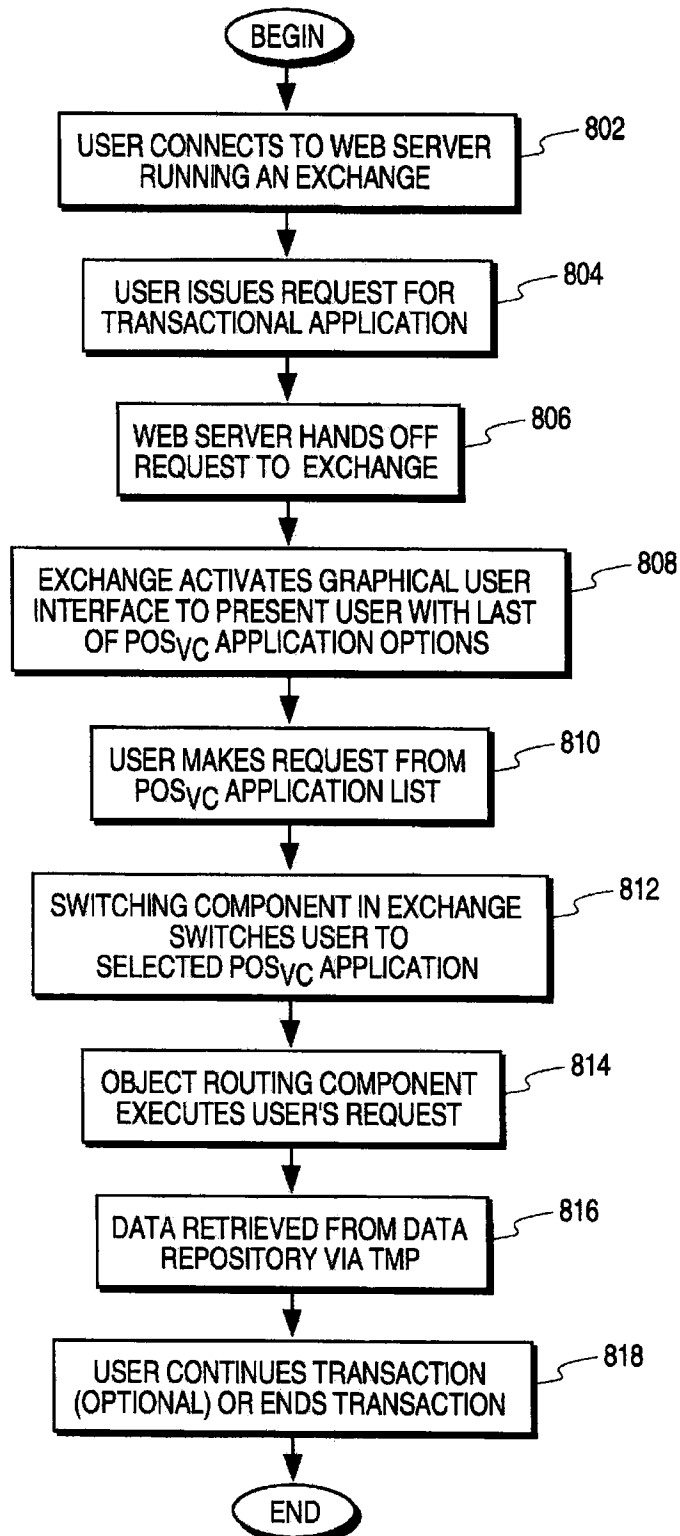 BEGIN
USER CONNECTS TO WEB SERVER
RUNNING AN EXCHANGE
802
USER ISSUES REQUEST FOR
TRANSACTIONAL APPLICATION
804
WEB SERVER HANDS OFF
REQUEST TO EXCHANGE
806
EXCHANGE ACTIVATES GRAPHICAL USER
INTERFACE TO PRESENT USER WITH LAST
OF POSVC APPLICATION OPTIONS
808
USER MAKES REQUEST FROM
POSVC APPLICATION LIST
810
SWITCHING COMPONENT IN EXCHANGE
SWITCHES USER TO
SELECTED POSVC APPLICATION
812
OBJECT ROUTING COMPONENT
EXECUTES USER'S REQUEST
814
DATA RETRIEVED FROM DATA
REPOSITORY VIA TMP
816
USER CONTINUES TRANSACTION
(OPTIONAL) OR ENDS TRANSACTION
818
END